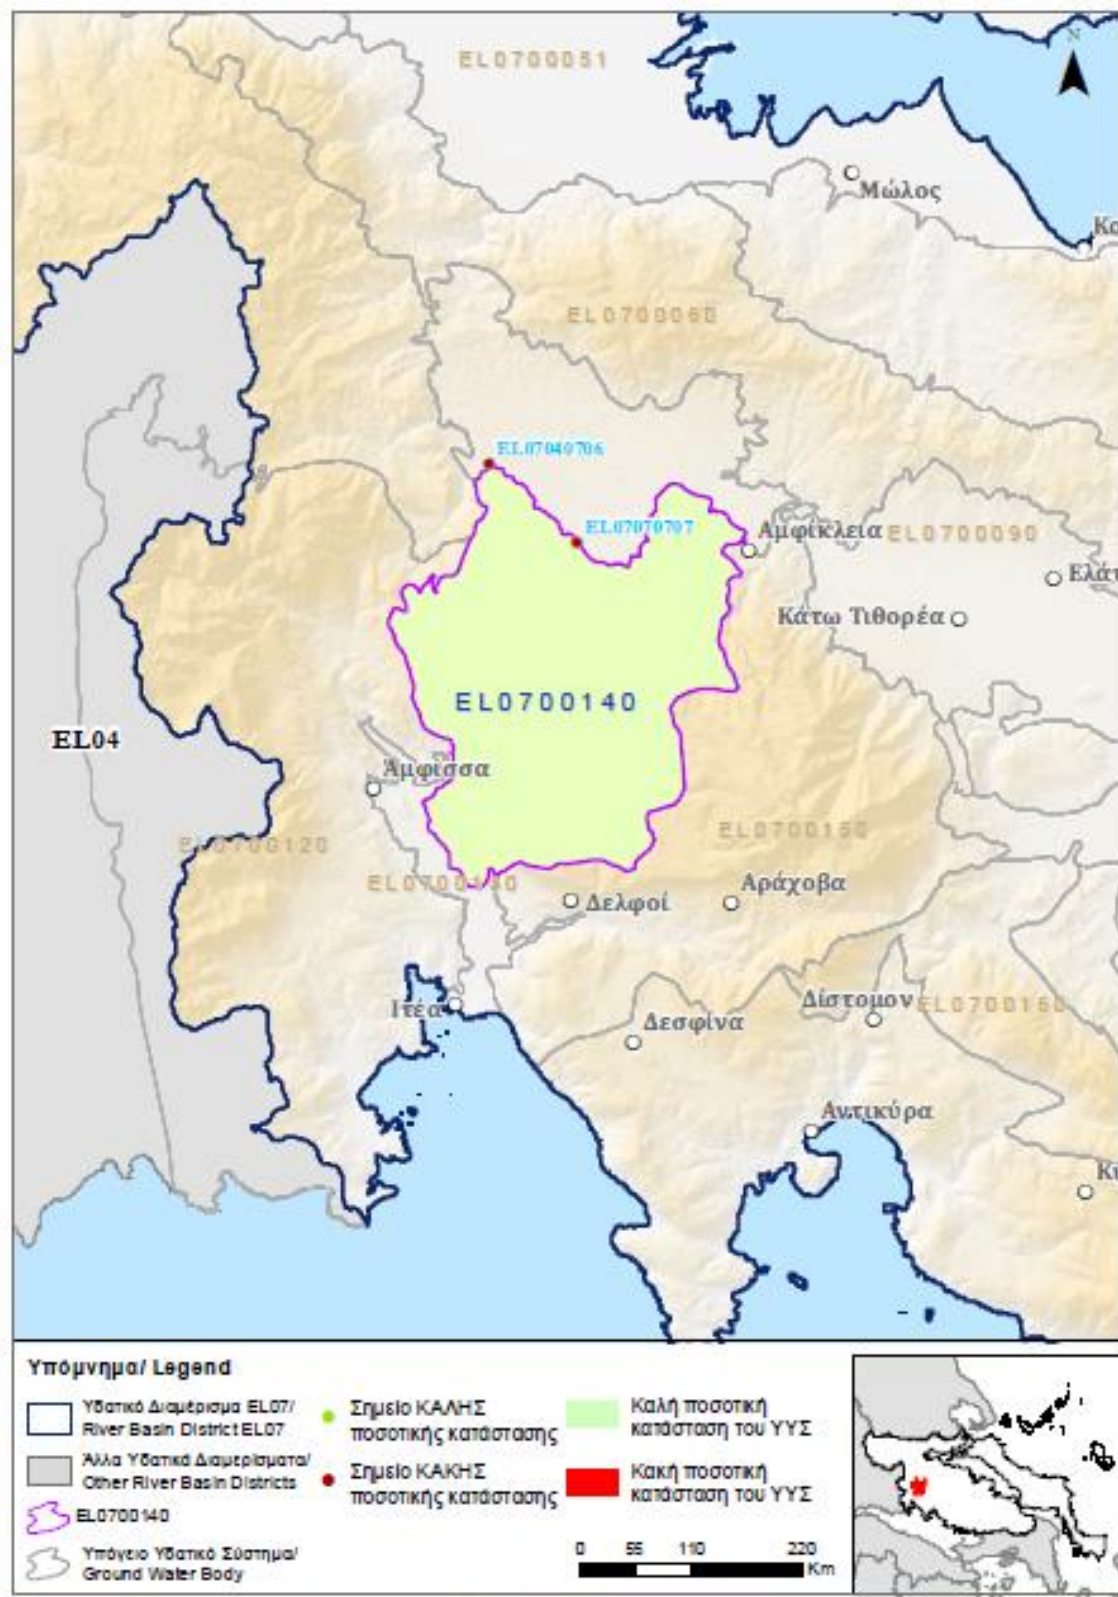 EL0700051
N
Μώλος
EL0700060
EL07040706
EL07070707
Αμφίκλεια
EL0700090
Κάτω Τιθορέα
EL0700140
EL04
Άμφισσα
EL0700120
EL0700150
Δελφοί
Αράχοβα
Ιτέα
Δεσφίνα
Δίστομον
EL0700160
Αντικύρα
Υπόμνημα/ Legend
Υδατικό Διαμέρισμα EL07/
River Basin District EL07
Άλλα Υδατικά Διαμερίσματα/
Other River Basin Districts
EL0700140
Υπόγειο Υδατικό Σύστημα/
Ground Water Body
Σημείο ΚΑΛΗΣ
ποσοτικής κατάστασης
Σημείο ΚΑΚΗΣ
ποσοτικής κατάστασης
Καλή ποσοτική
κατάσταση του ΥΥΣ
Κακή ποσοτική
κατάσταση του ΥΥΣ
0 55 110 220
Km